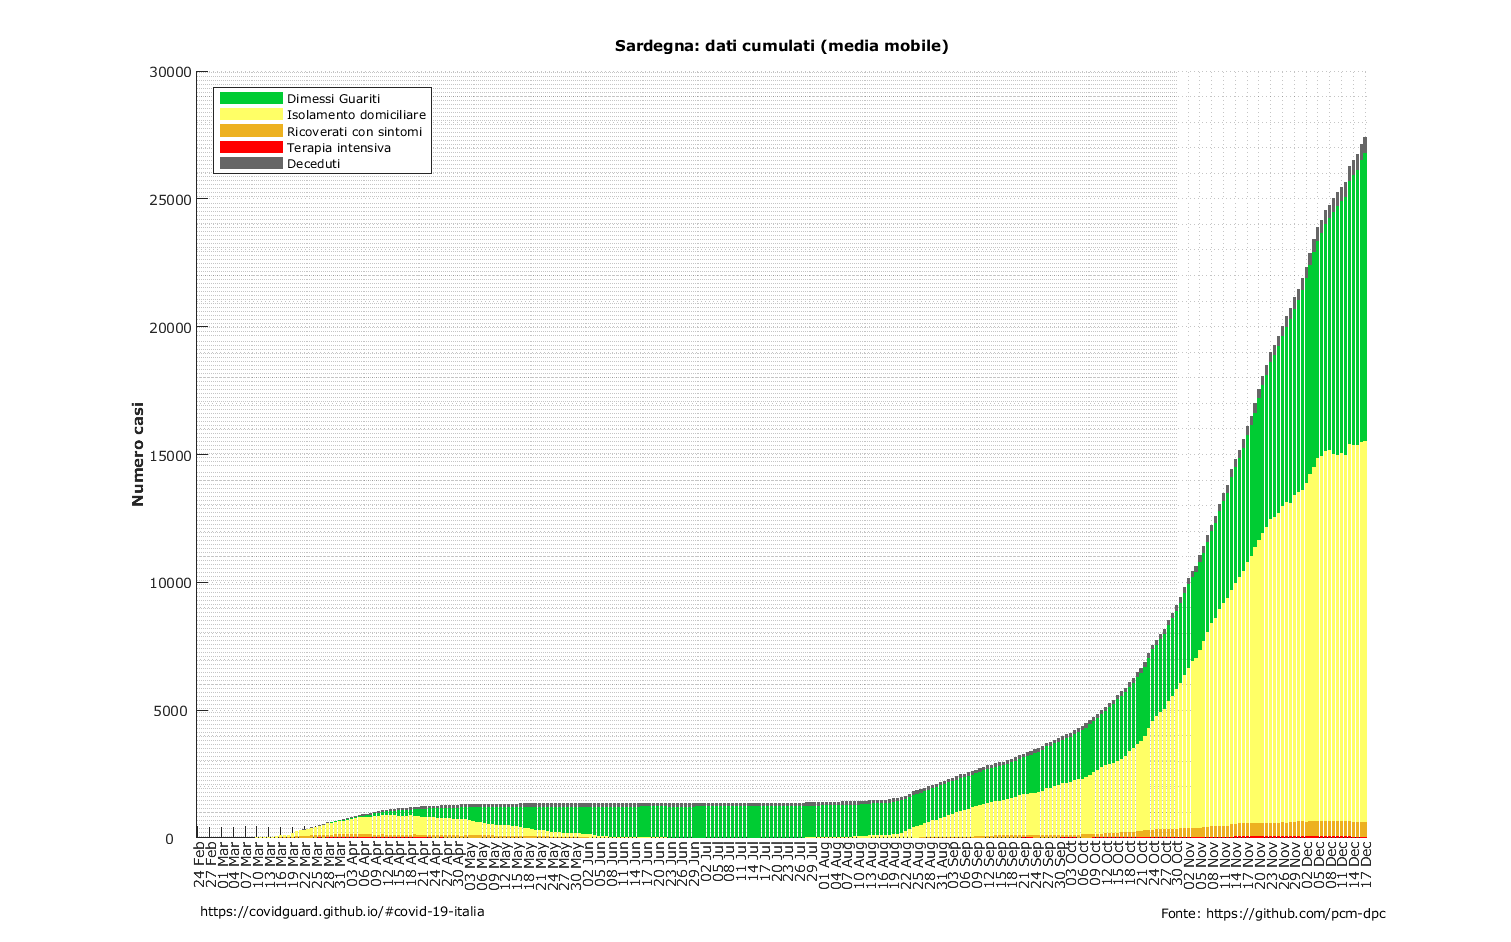 Sardegna: dati cumulati (media mobile)
30000
25000
20000
15000
10000
5000
0
Numero casi
Dimessi Guariti
Isolamento domiciliare
Ricoverati con sintomi
Terapia intensiva
Deceduti
24 Feb
27 Feb
01 Mar
04 Mar
07 Mar
10 Mar
13 Mar
16 Mar
19 Mar
22 Mar
25 Mar
28 Mar
31 Mar
03 Apr
06 Apr
09 Apr
12 Apr
15 Apr
18 Apr
21 Apr
24 Apr
27 Apr
30 Apr
03 May
06 May
09 May
12 May
15 May
18 May
21 May
24 May
27 May
30 May
02 Jun
05 Jun
08 Jun
11 Jun
14 Jun
17 Jun
20 Jun
23 Jun
26 Jun
29 Jun
02 Jul
05 Jul
08 Jul
11 Jul
14 Jul
17 Jul
20 Jul
23 Jul
26 Jul
29 Jul
01 Aug
04 Aug
07 Aug
10 Aug
13 Aug
16 Aug
19 Aug
22 Aug
25 Aug
28 Aug
31 Aug
03 Sep
06 Sep
09 Sep
12 Sep
15 Sep
18 Sep
21 Sep
24 Sep
27 Sep
30 Sep
03 Oct
06 Oct
09 Oct
12 Oct
15 Oct
18 Oct
21 Oct
24 Oct
27 Oct
30 Oct
02 Nov
05 Nov
08 Nov
11 Nov
14 Nov
17 Nov
20 Nov
23 Nov
26 Nov
29 Nov
02 Dec
05 Dec
08 Dec
11 Dec
14 Dec
17 Dec
https://covidguard.github.io/#covid-19-italia
Fonte: https://github.com/pcm-dpc